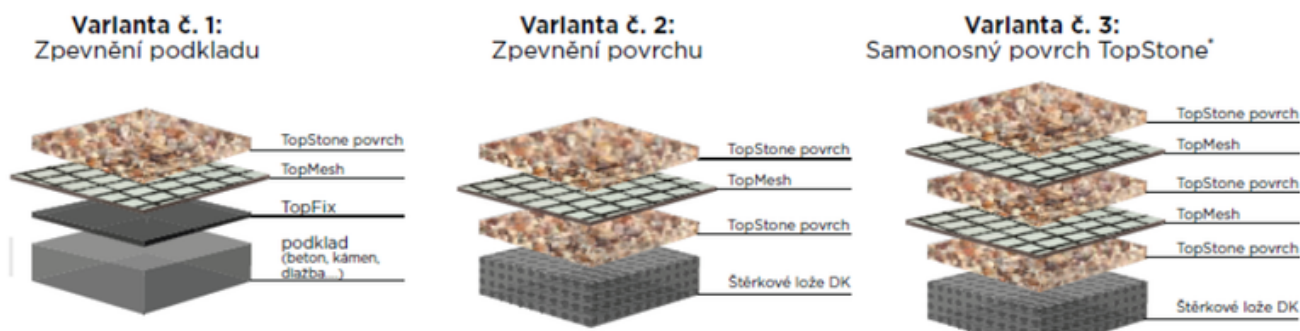 Varianta č. 1:
Zpevnění podkladu
TopStone povrch
TopMesh
TopFix
podklad
(beton, kámen,
dlažba...)
Varianta č. 2:
Zpevnění povrchu
TopStone povrch
TopMesh
TopStone povrch
Štěrkové lože DK
Varianta č. 3:
Samonosný povrch TopStone*
TopStone povrch
TopMesh
TopStone povrch
TopMesh
TopStone povrch
Štěrkové lože DK